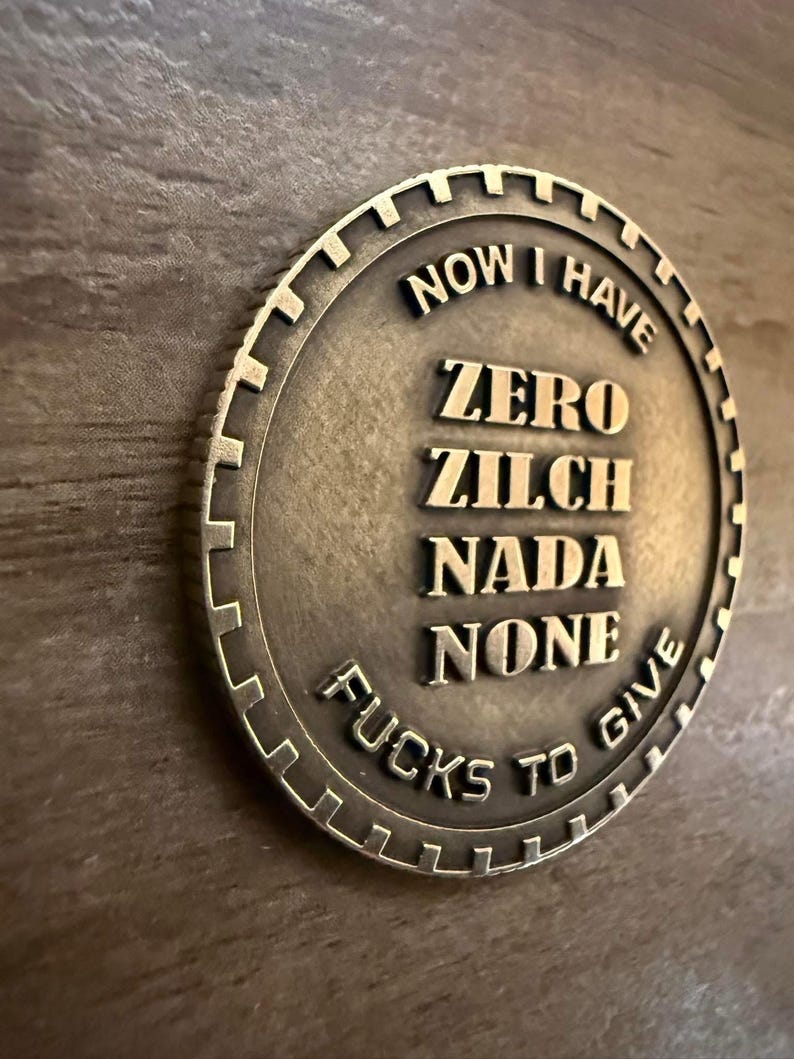 NOW I HAVE
ZERO
ZILCH
NADA
NONE
FUCKS TO GIVE